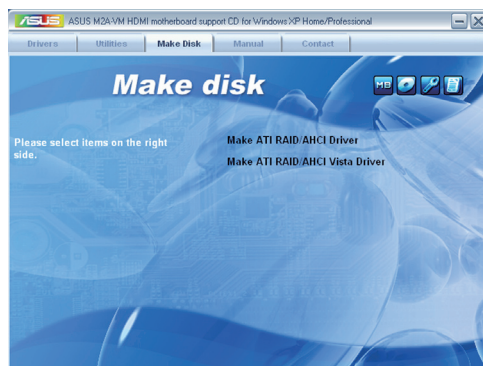 ASUS ASUS M2A-VM HDMI motherboard support CD for Windows XP Home/Professional
Drivers Utilities Make Disk Manual Contact
Make disk
MB
Please select items on the right
side.
Make ATI RAID/AHCI Driver
Make ATI RAID/AHCI Vista Driver